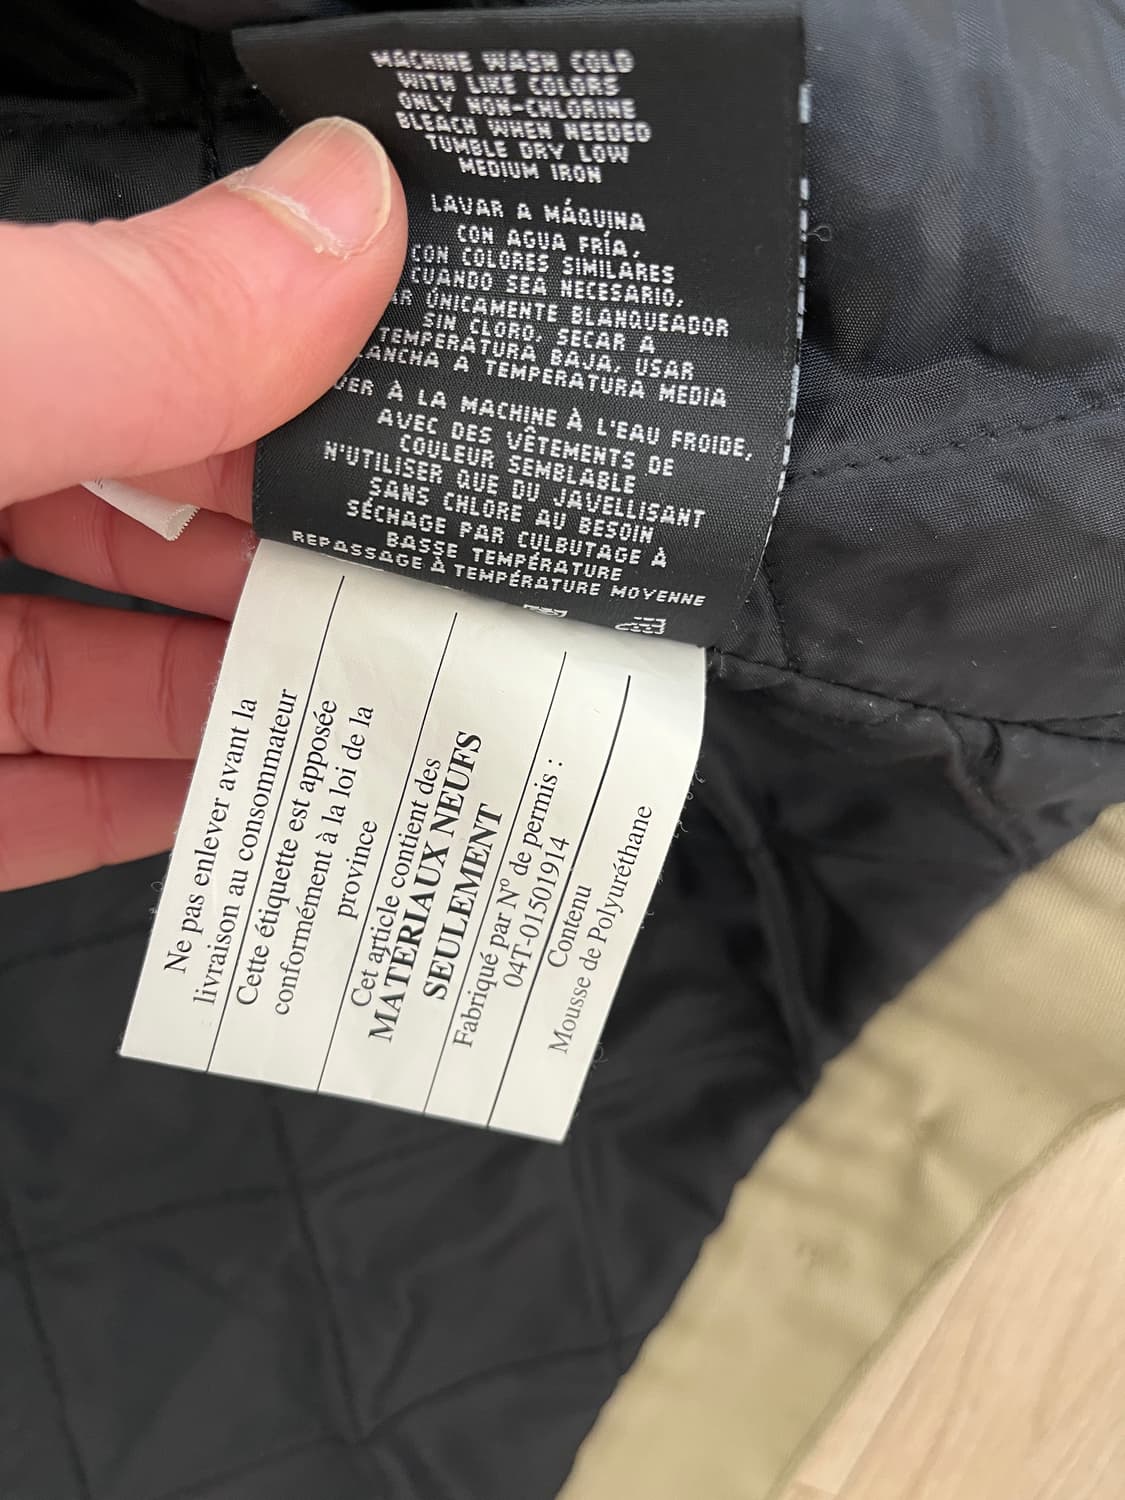 MACHINE WASH COLD
WITH LIKE COLORS
ONLY NON-CHLORINE
BLEACH WHEN NEEDED
TUMBLE DRY LOW
MEDIUM IRON
LAVAR A MÁQUINA
CON AGUA FRÍA,
CON COLORES SIMILARES
CUANDO SEA NECESARIO,
AR ÚNICAMENTE BLANQUEADOR
SIN CLORO, SECAR A
TEMPERATURA BAJA, USAR
ANCHA A TEMPERATURA MEDIA
VER À LA MACHINE À L'EAU FROIDE,
AVEC DES VÊTEMENTS DE
COULEUR SEMBLABLE
N'UTILISER QUE DU JAVELLISANT
SANS CHLORE AU BESOIN
SÉCHAGE PAR CULBUTAGE À
BASSE TEMPÉRATURE
REPASSAGE À TEMPÉRATURE MOYENNE
Ne pas enlever avant la
livraison au consommateur
Cette étiquette est apposée
conformément à la loi de la
province
Cet article contient des
MATÉRIAUX NEUFS
SEULEMENT
Fabriqué par Nº de permis :
04T-01501914
Contenu
Mousse de Polyuréthane